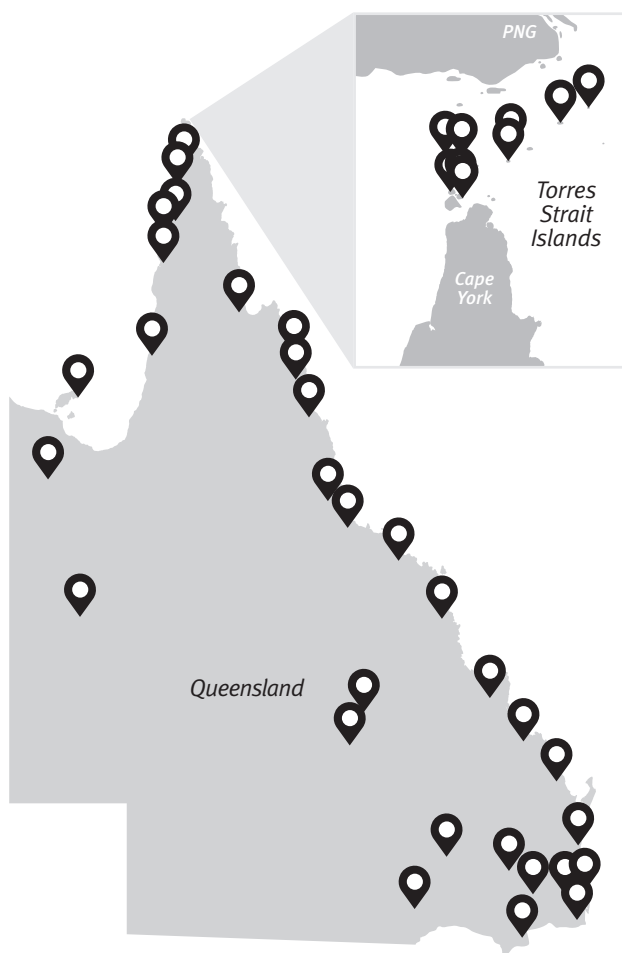 PNG
Torres
Strait
Islands
Cape
York
Queensland